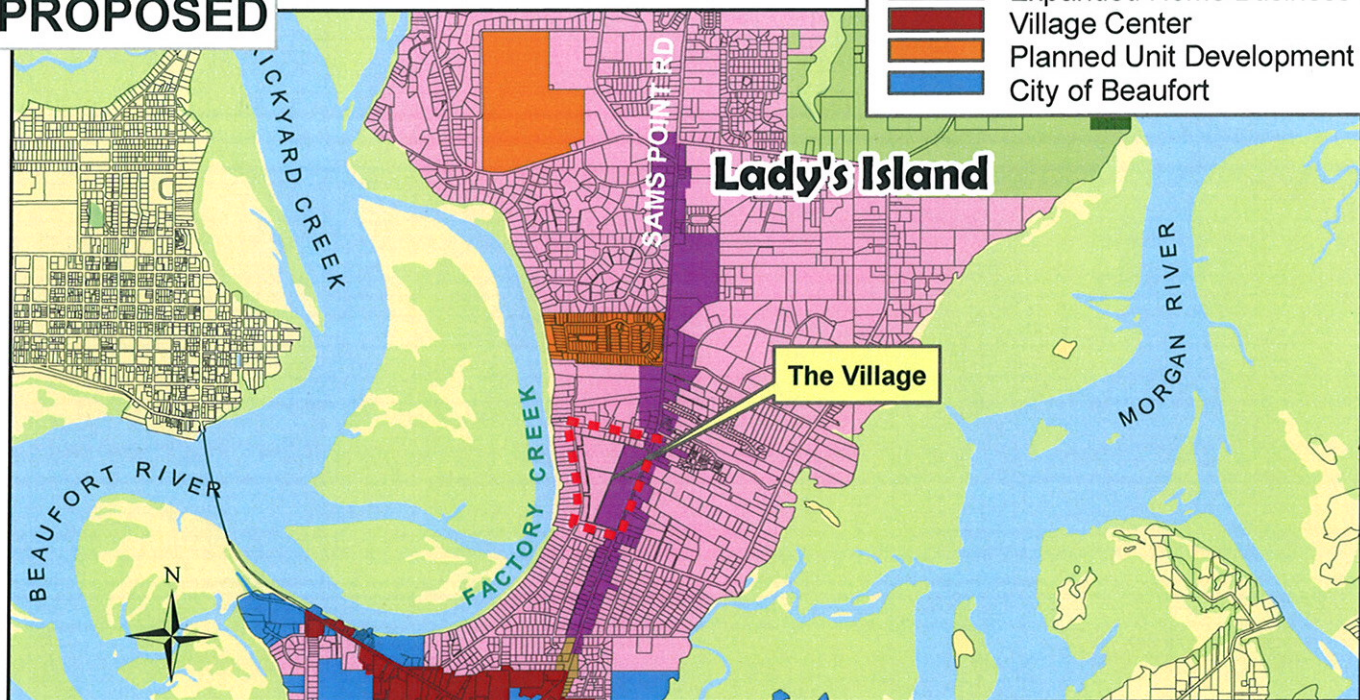 PROPOSED
Village Center
Planned Unit Development
City of Beaufort
BRICKYARD CREEK
SAMS POINT RD
Lady's Island
The Village
MORGAN RIVER
FACTORY CREEK
BEAUFORT RIVER
N